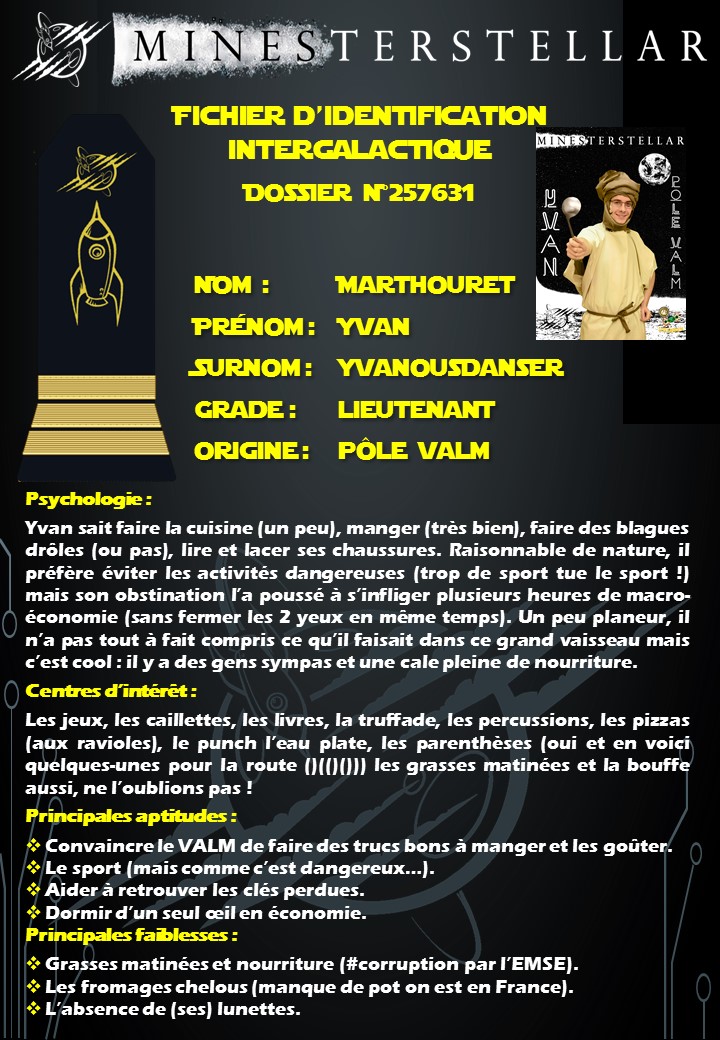 MINESTERSTELLAR
FICHIER D'IDENTIFICATION
INTERGALACTIQUE
DOSSIER N°257631
MINESTERSTELLAR
YVAN
POLE VALM
NOM : MARTHOURET
PRÉNOM : YVAN
SURNOM : YVANOUSDANSER
GRADE : LIEUTENANT
ORIGINE : PÔLE VALM
Psychologie :
Yvan sait faire la cuisine (un peu), manger (très bien), faire des blagues
drôles (ou pas), lire et lacer ses chaussures. Raisonnable de nature, il
préfère éviter les activités dangereuses (trop de sport tue le sport !)
mais son obstination l'a poussé à s'infliger plusieurs heures de macro-
économie (sans fermer les 2 yeux en même temps). Un peu planeur, il
n'a pas tout à fait compris ce qu'il faisait dans ce grand vaisseau mais
c'est cool : il y a des gens sympas et une cale pleine de nourriture.
Centres d'intérêt :
Les jeux, les caillettes, les livres, la truffade, les percussions, les pizzas
(aux ravioles), le punch l'eau plate, les parenthèses (oui et en voici
quelques-unes pour la route ()(()())) les grasses matinées et la bouffe
aussi, ne l'oublions pas !
Principales aptitudes :
❖ Convaincre le VALM de faire des trucs bons à manger et les goûter.
❖ Le sport (mais comme c'est dangereux...).
❖ Aider à retrouver les clés perdues.
❖ Dormir d'un seul œil en économie.
Principales faiblesses :
❖ Grasses matinées et nourriture (#corruption par l'EMSE).
❖ Les fromages chelous (manque de pot on est en France).
❖ L'absence de (ses) lunettes.